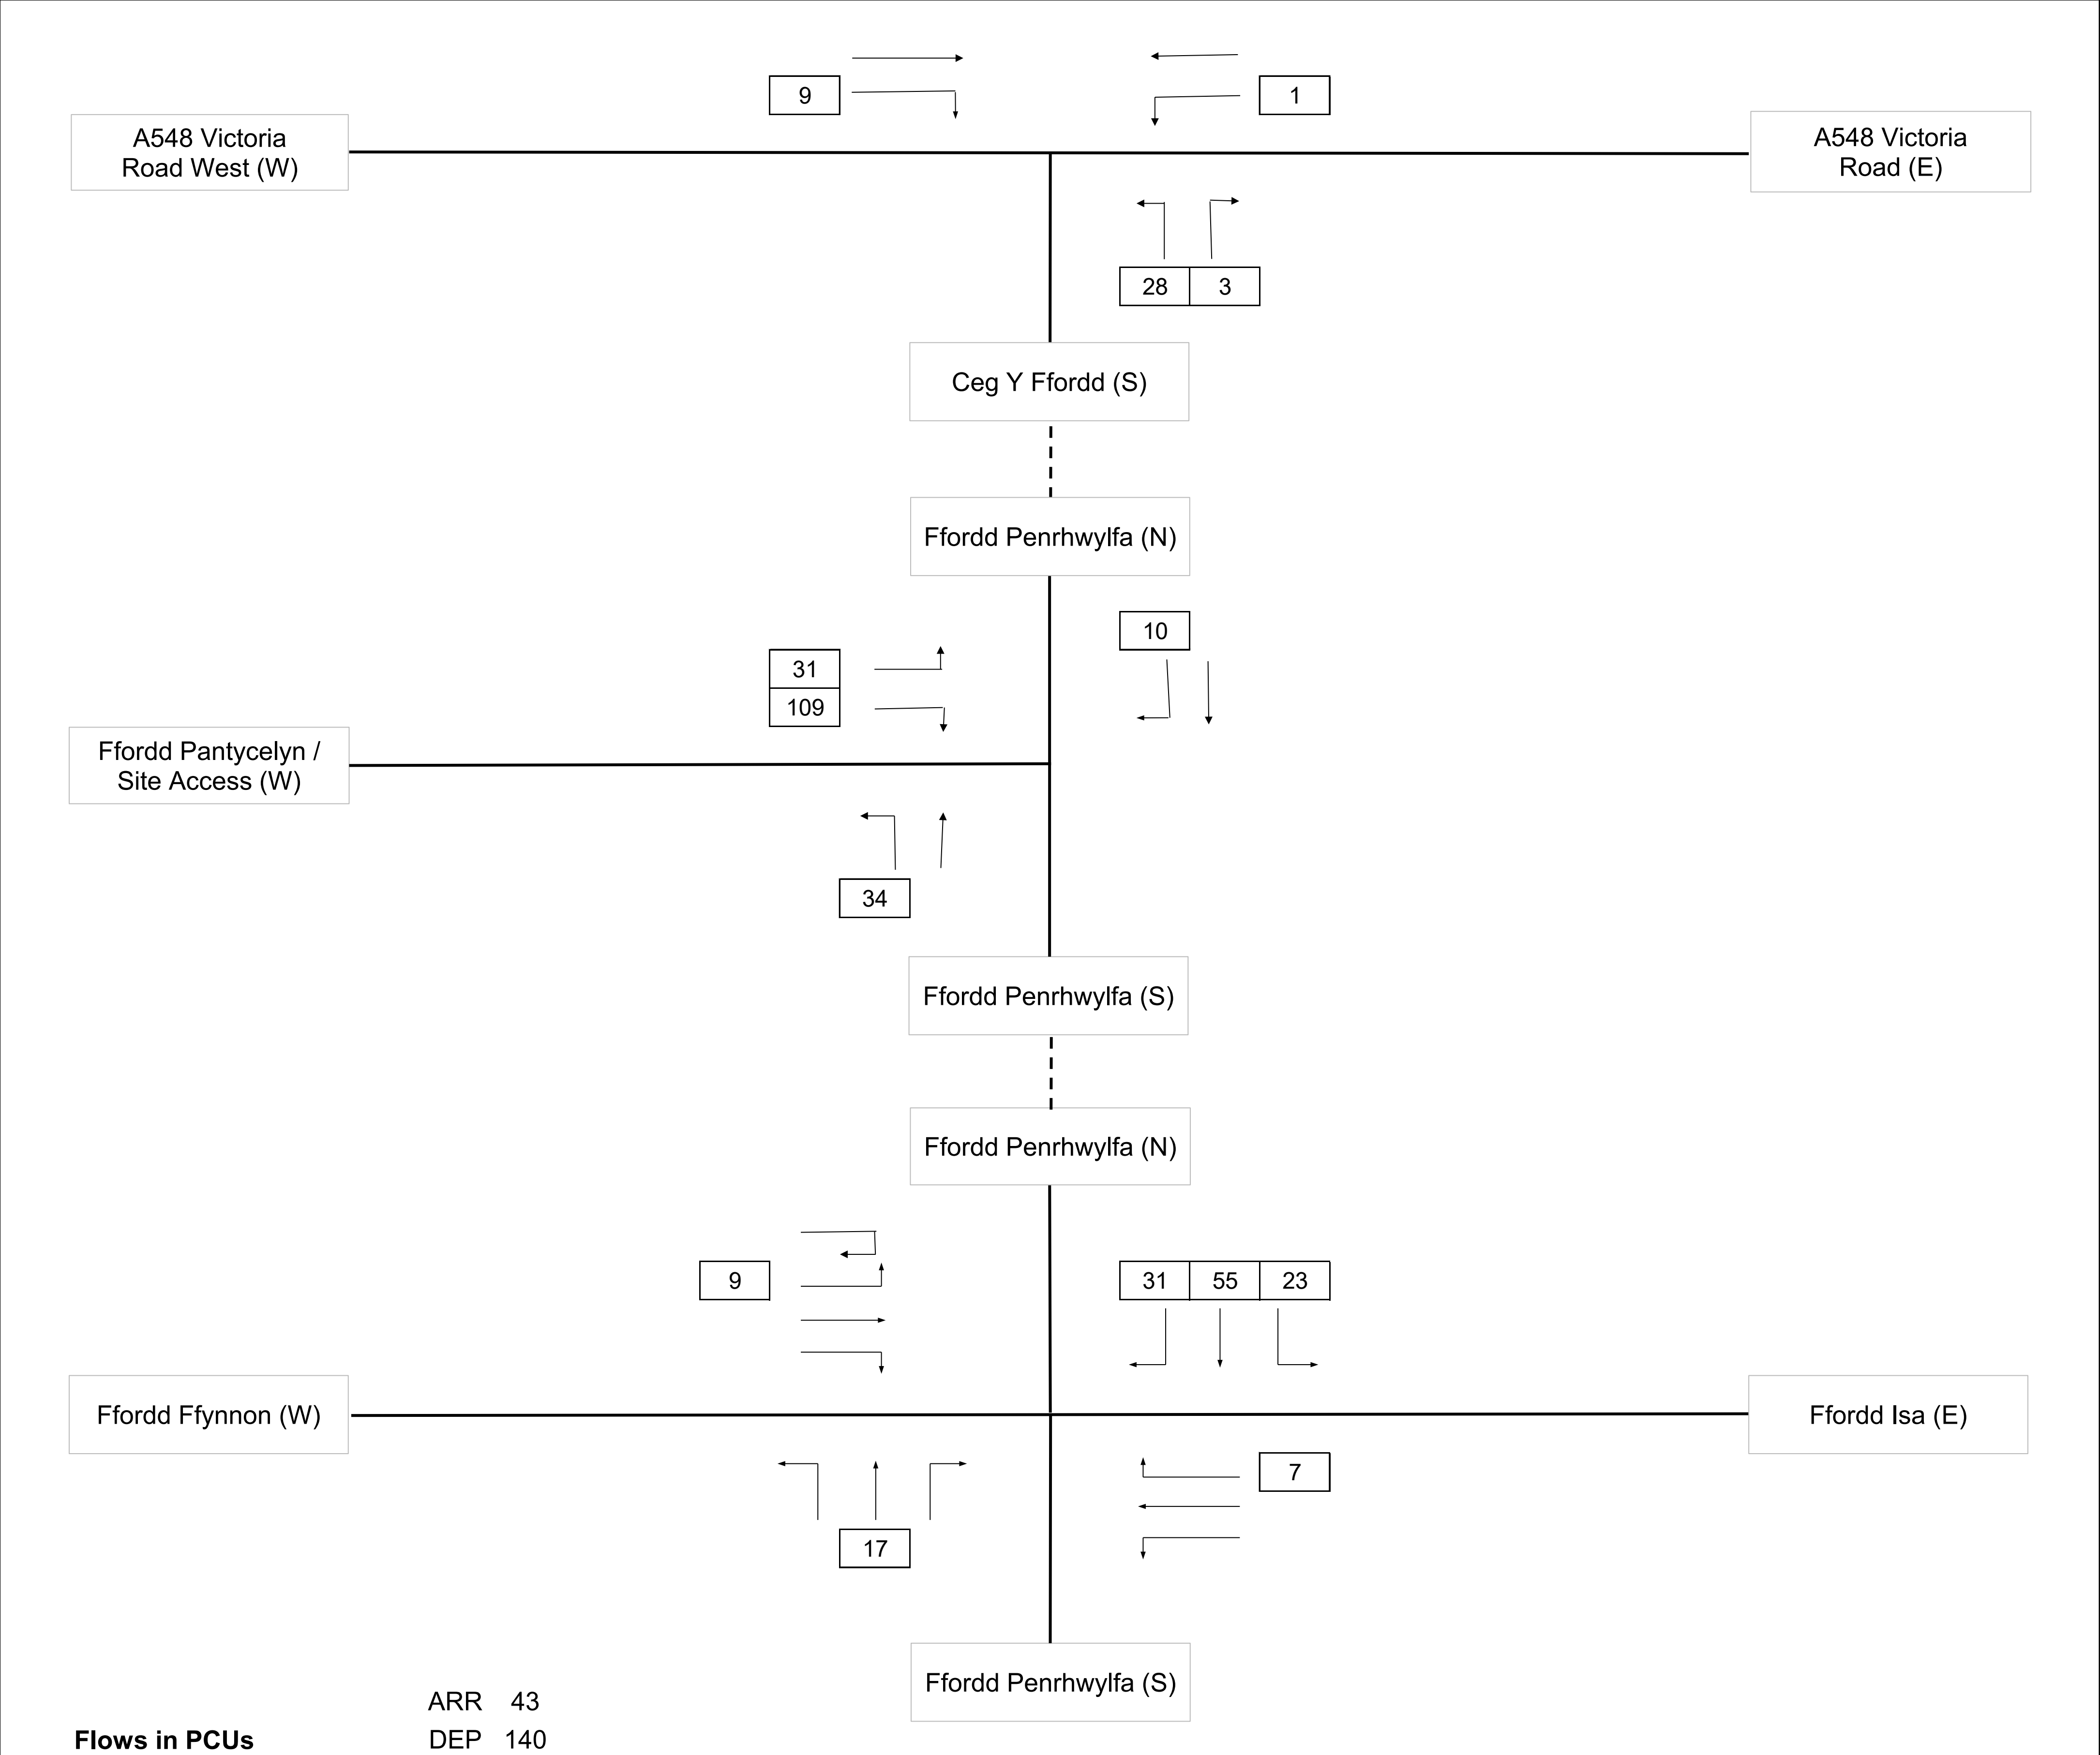 9
1
A548 Victoria
Road West (W)
A548 Victoria
Road (E)
28 3
Ceg Y Ffordd (S)
Ffordd Penrhwylfa (N)
10
31
109
Ffordd Pantycelyn /
Site Access (W)
34
Ffordd Penrhwylfa (S)
Ffordd Penrhwylfa (N)
9
31 55 23
Ffordd Ffynnon (W)
Ffordd Isa (E)
7
17
Ffordd Penrhwylfa (S)
ARR 43
Flows in PCUs DEP 140